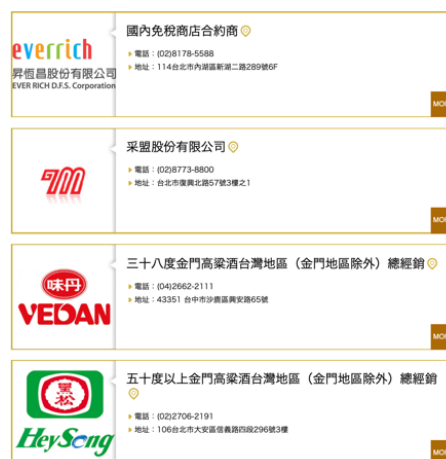 everrich
昇恆昌股份有限公司
EVER RICH D.F.S. Corporation
國內免稅商店合約商
電話：(02)8178-5588
地址：114台北市內湖區新湖二路289號6F
MO
采盟股份有限公司
電話：(02)8773-8800
地址：台北市復興北路57號3樓之1
MO
味丹
VEDAN
三十八度金門高粱酒台灣地區（金門地區除外）總經銷
電話：(04)2662-2111
地址：43351 台中市沙鹿區興安路65號
MO
黑松
HeySong
五十度以上金門高粱酒台灣地區（金門地區除外）總經銷
電話：(02)2706-2191
地址：106台北市大安區信義路四段296號3樓
MO